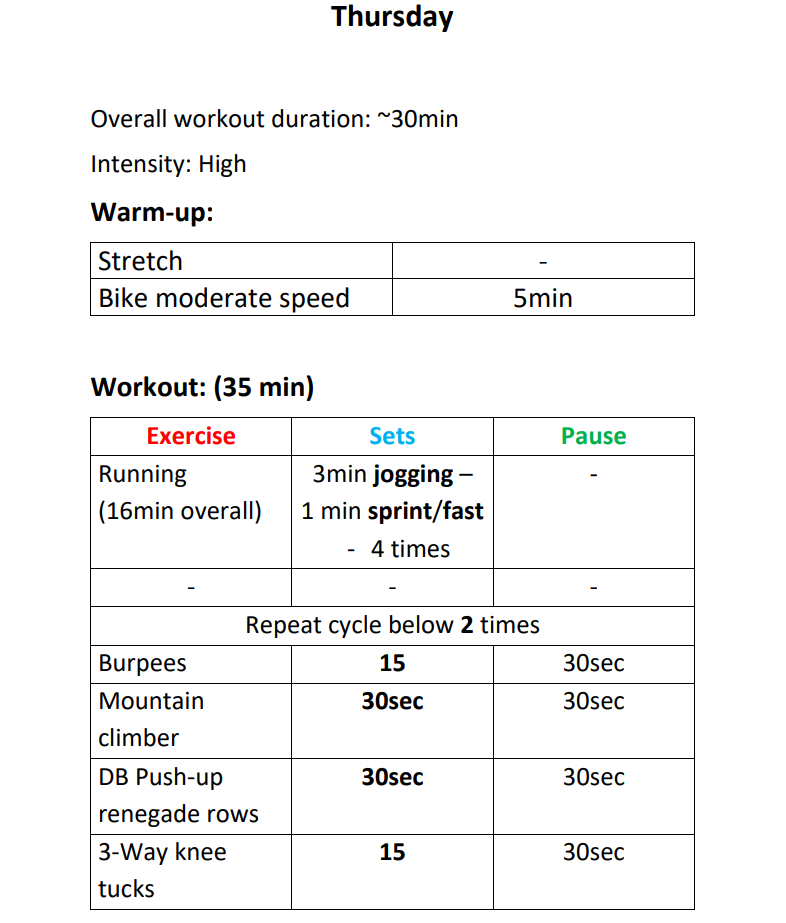 Thursday
Overall workout duration: ~30min
Intensity: High
Warm-up:
Stretch -
Bike moderate speed 5min
Workout: (35 min)
Exercise Sets Pause
Running 3min jogging – -
(16min overall) 1 min sprint/fast
- 4 times
- - -
Repeat cycle below 2 times
Burpees 15 30sec
Mountain 30sec 30sec
climber
DB Push-up 30sec 30sec
renegade rows
3-Way knee 15 30sec
tucks